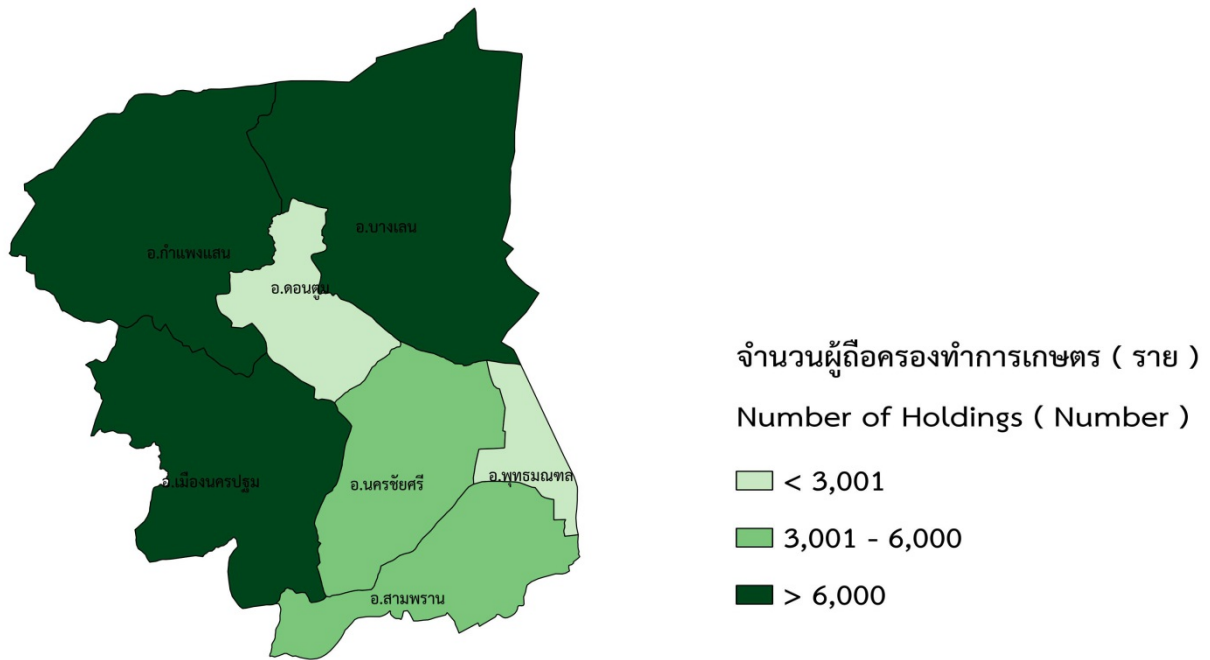 อ.บางเลน
อ.กำแพงแสน
อ.ดอนตูม
อ.เมืองนครปฐม
อ.นครชัยศรี
อ.พุทธมณฑล
อ.สามพราน
จำนวนผู้ถือครองทำการเกษตร ( ราย )
Number of Holdings ( Number )
< 3,001
3,001 - 6,000
> 6,000